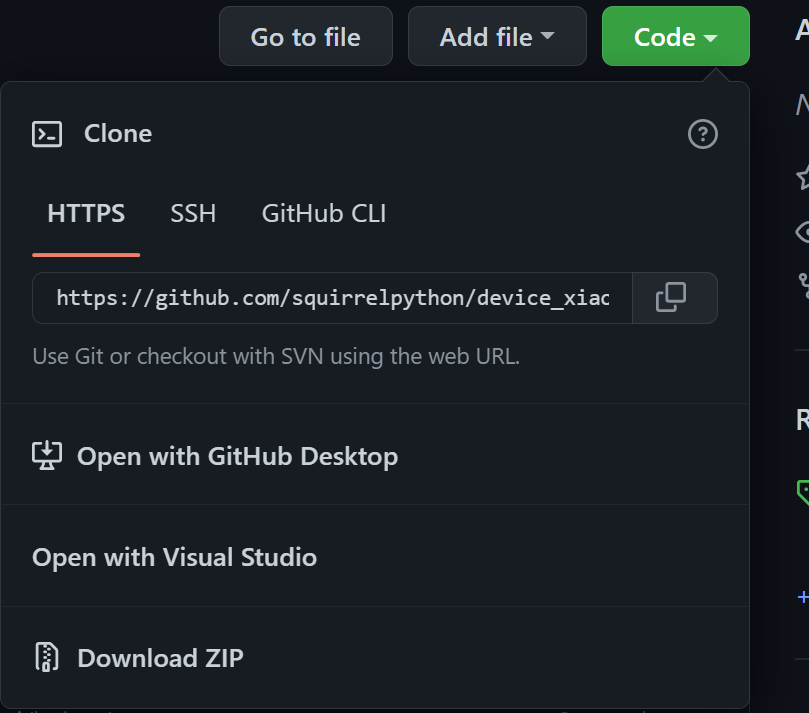 Go to file
Add file
Code
Clone
HTTPS
SSH
GitHub CLI
https://github.com/squirrelpython/device_xiao
Use Git or checkout with SVN using the web URL.
Open with GitHub Desktop
Open with Visual Studio
Download ZIP